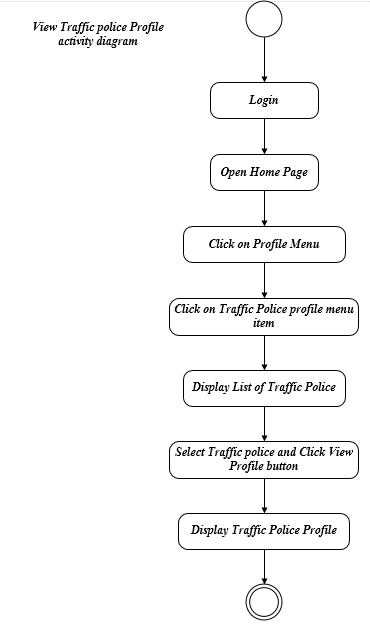 View Traffic police Profile
activity diagram
Login
Open Home Page
Click on Profile Menu
Click on Traffic Police profile menu
item
Display List of Traffic Police
Select Traffic police and Click View
Profile button
Display Traffic Police Profile